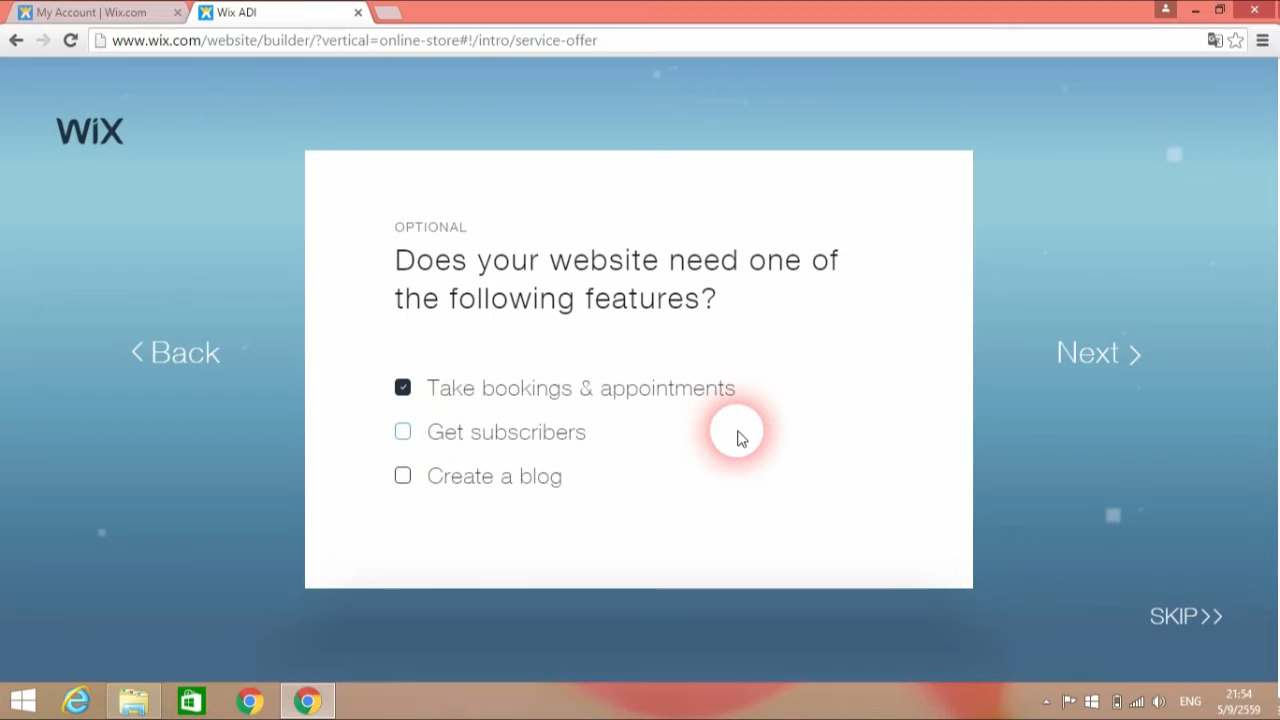 My Account | Wix.com
Wix ADI
www.wix.com/website/builder/?vertical=online-store#!/intro/service-offer
WiX
OPTIONAL
Does your website need one of
the following features?
< Back
Next >
Take bookings & appointments
Get subscribers
Create a blog
SKIP>>
ENG
21:54
5/9/2559